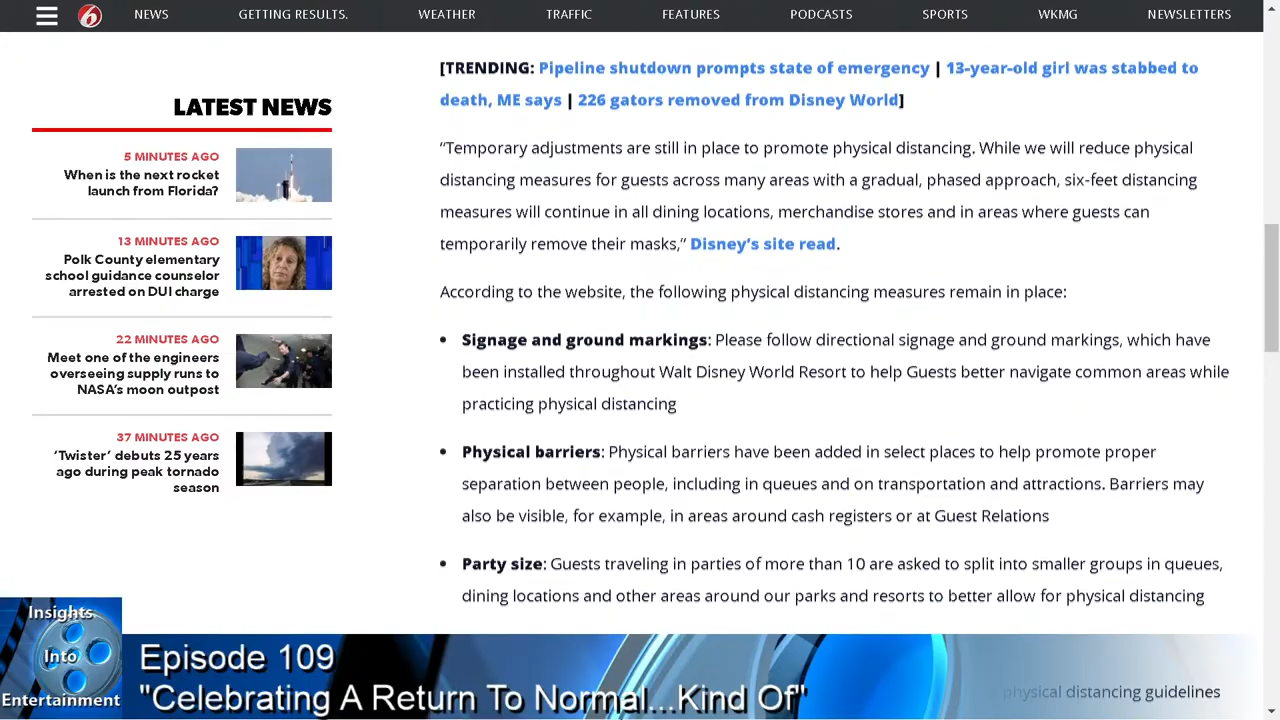 NEWS GETTING RESULTS. WEATHER TRAFFIC FEATURES PODCASTS SPORTS WKMG NEWSLETTERS
6
LATEST NEWS
5 MINUTES AGO
When is the next rocket
launch from Florida?
13 MINUTES AGO
Polk County elementary
school guidance counselor
arrested on DUI charge
22 MINUTES AGO
Meet one of the engineers
overseeing supply runs to
NASA's moon outpost
37 MINUTES AGO
‘Twister’ debuts 25 years
ago during peak tornado
season
[TRENDING: Pipeline shutdown prompts state of emergency | 13-year-old girl was stabbed to
death, ME says | 226 gators removed from Disney World]
“Temporary adjustments are still in place to promote physical distancing. While we will reduce physical
distancing measures for guests across many areas with a gradual, phased approach, six-feet distancing
measures will continue in all dining locations, merchandise stores and in areas where guests can
temporarily remove their masks,” Disney’s site read.
According to the website, the following physical distancing measures remain in place:
• Signage and ground markings: Please follow directional signage and ground markings, which have
been installed throughout Walt Disney World Resort to help Guests better navigate common areas while
practicing physical distancing
• Physical barriers: Physical barriers have been added in select places to help promote proper
separation between people, including in queues and on transportation and attractions. Barriers may
also be visible, for example, in areas around cash registers or at Guest Relations
• Party size: Guests traveling in parties of more than 10 are asked to split into smaller groups in queues,
dining locations and other areas around our parks and resorts to better allow for physical distancing
physical distancing guidelines
Insights
Into
Entertainment
Episode 109
"Celebrating A Return To Normal...Kind Of"